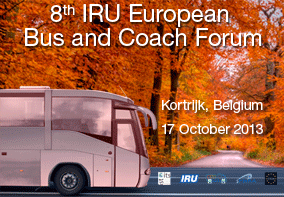 8th IRU European
Bus and Coach Forum
Kortrijk, Belgium
17 October 2013
IRU